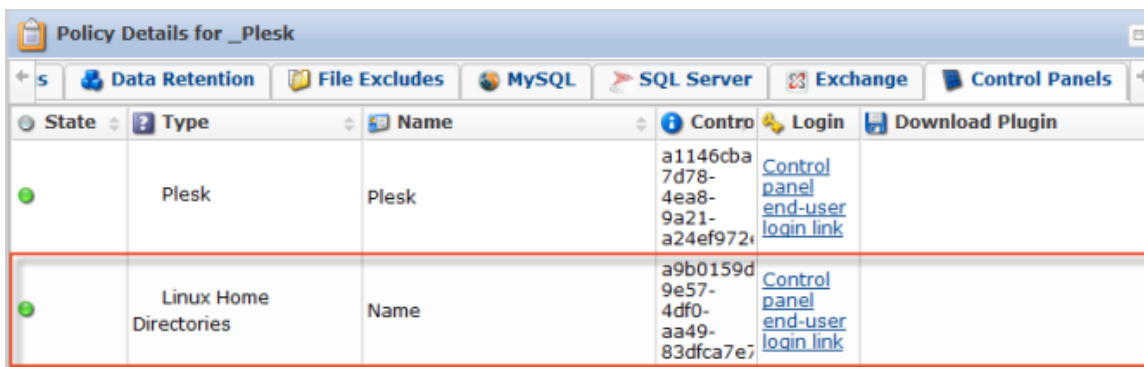 Policy Details for _Plesk
s Data Retention File Excludes MySQL SQL Server Exchange Control Panels
State Type Name Contro Login Download Plugin
Plesk Plesk
a1146cba
7d78-
4ea8-
9a21-
a24ef972
Control
panel
end-user
login link
Linux Home
Directories
Name
a9b0159d
9e57-
4df0-
aa49-
83dfca7e7
Control
panel
end-user
login link